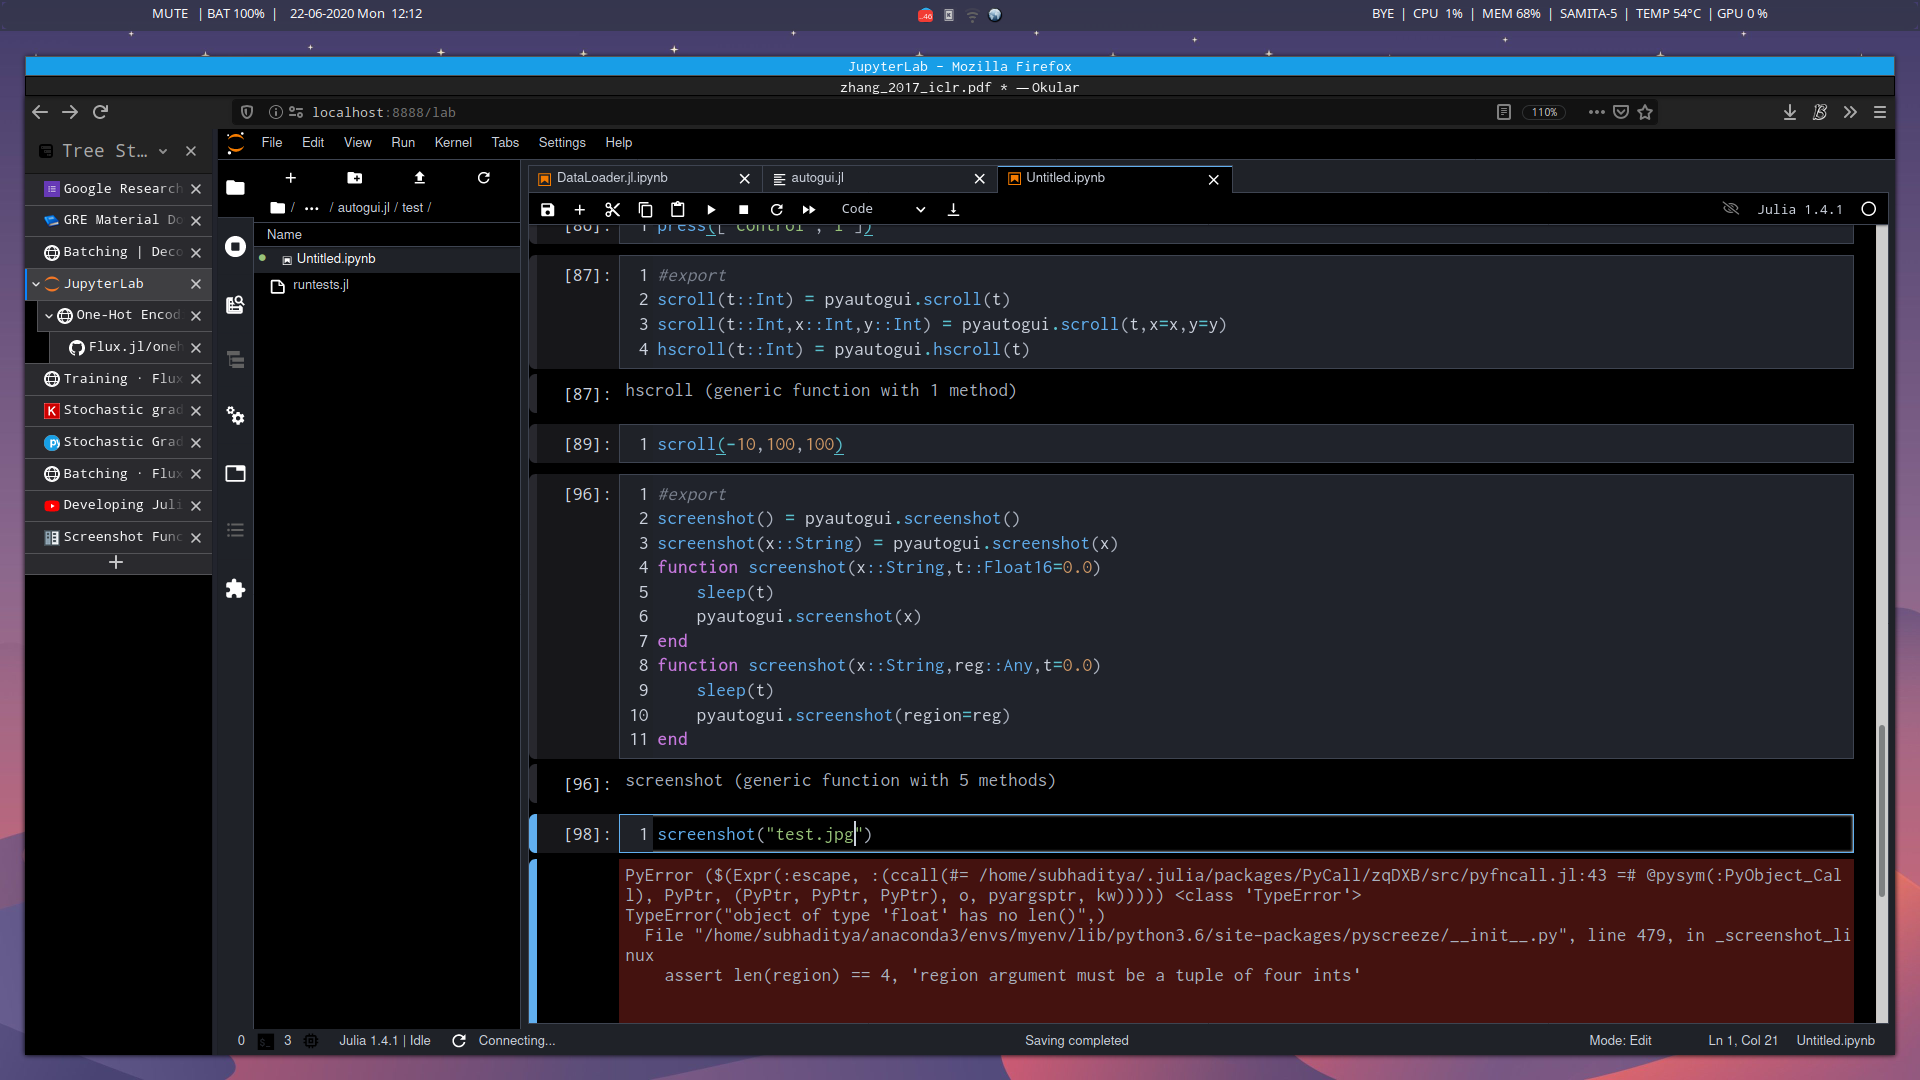 MUTE | BAT 100% | 22-06-2020 Mon 12:12
46
BYE | CPU 1% | MEM 68% | SAMITA-5 | TEMP 54°C | GPU 0 %
JupyterLab - Mozilla Firefox
zhang_2017_iclr.pdf * — Okular
localhost:8888/lab
110%
Tree St...
Google Research
GRE Material Do
Batching | Deco
JupyterLab
One-Hot Encod
Flux.jl/oneh
Training · Flux
Stochastic grad
Stochastic Grad
Batching · Flux
Developing Juli
Screenshot Func
File Edit View Run Kernel Tabs Settings Help
/ ... / autogui.jl / test /
Name
Untitled.ipynb
runtests.jl
DataLoader.jl.ipynb
autogui.jl
Untitled.ipynb
Code
Julia 1.4.1
[86]: 1 press(["control","l"])
[87]: 1 #export
2 scroll(t::Int) = pyautogui.scroll(t)
3 scroll(t::Int,x::Int,y::Int) = pyautogui.scroll(t,x=x,y=y)
4 hscroll(t::Int) = pyautogui.hscroll(t)
[87]: hscroll (generic function with 1 method)
[89]: 1 scroll(-10,100,100)
[96]: 1 #export
2 screenshot() = pyautogui.screenshot()
3 screenshot(x::String) = pyautogui.screenshot(x)
4 function screenshot(x::String,t::Float16=0.0)
5 sleep(t)
6 pyautogui.screenshot(x)
7 end
8 function screenshot(x::String,reg::Any,t=0.0)
9 sleep(t)
10 pyautogui.screenshot(region=reg)
11 end
[96]: screenshot (generic function with 5 methods)
[98]: 1 screenshot("test.jpg")
PyError ($(Expr(:escape, :(ccall(#= /home/subhaditya/.julia/packages/PyCall/zqDXB/src/pyfncall.jl:43 =# @pysym(:PyObject_Cal
l), PyPtr, (PyPtr, PyPtr, PyPtr), o, pyargsptr, kw))))) <class 'TypeError'>
TypeError("object of type 'float' has no len()",)
File "/home/subhaditya/anaconda3/envs/myenv/lib/python3.6/site-packages/pyscreeze/__init__.py", line 479, in _screenshot_li
nux
assert len(region) == 4, 'region argument must be a tuple of four ints'
0 3 Julia 1.4.1 | Idle Connecting...
Saving completed
Mode: Edit Ln 1, Col 21 Untitled.ipynb